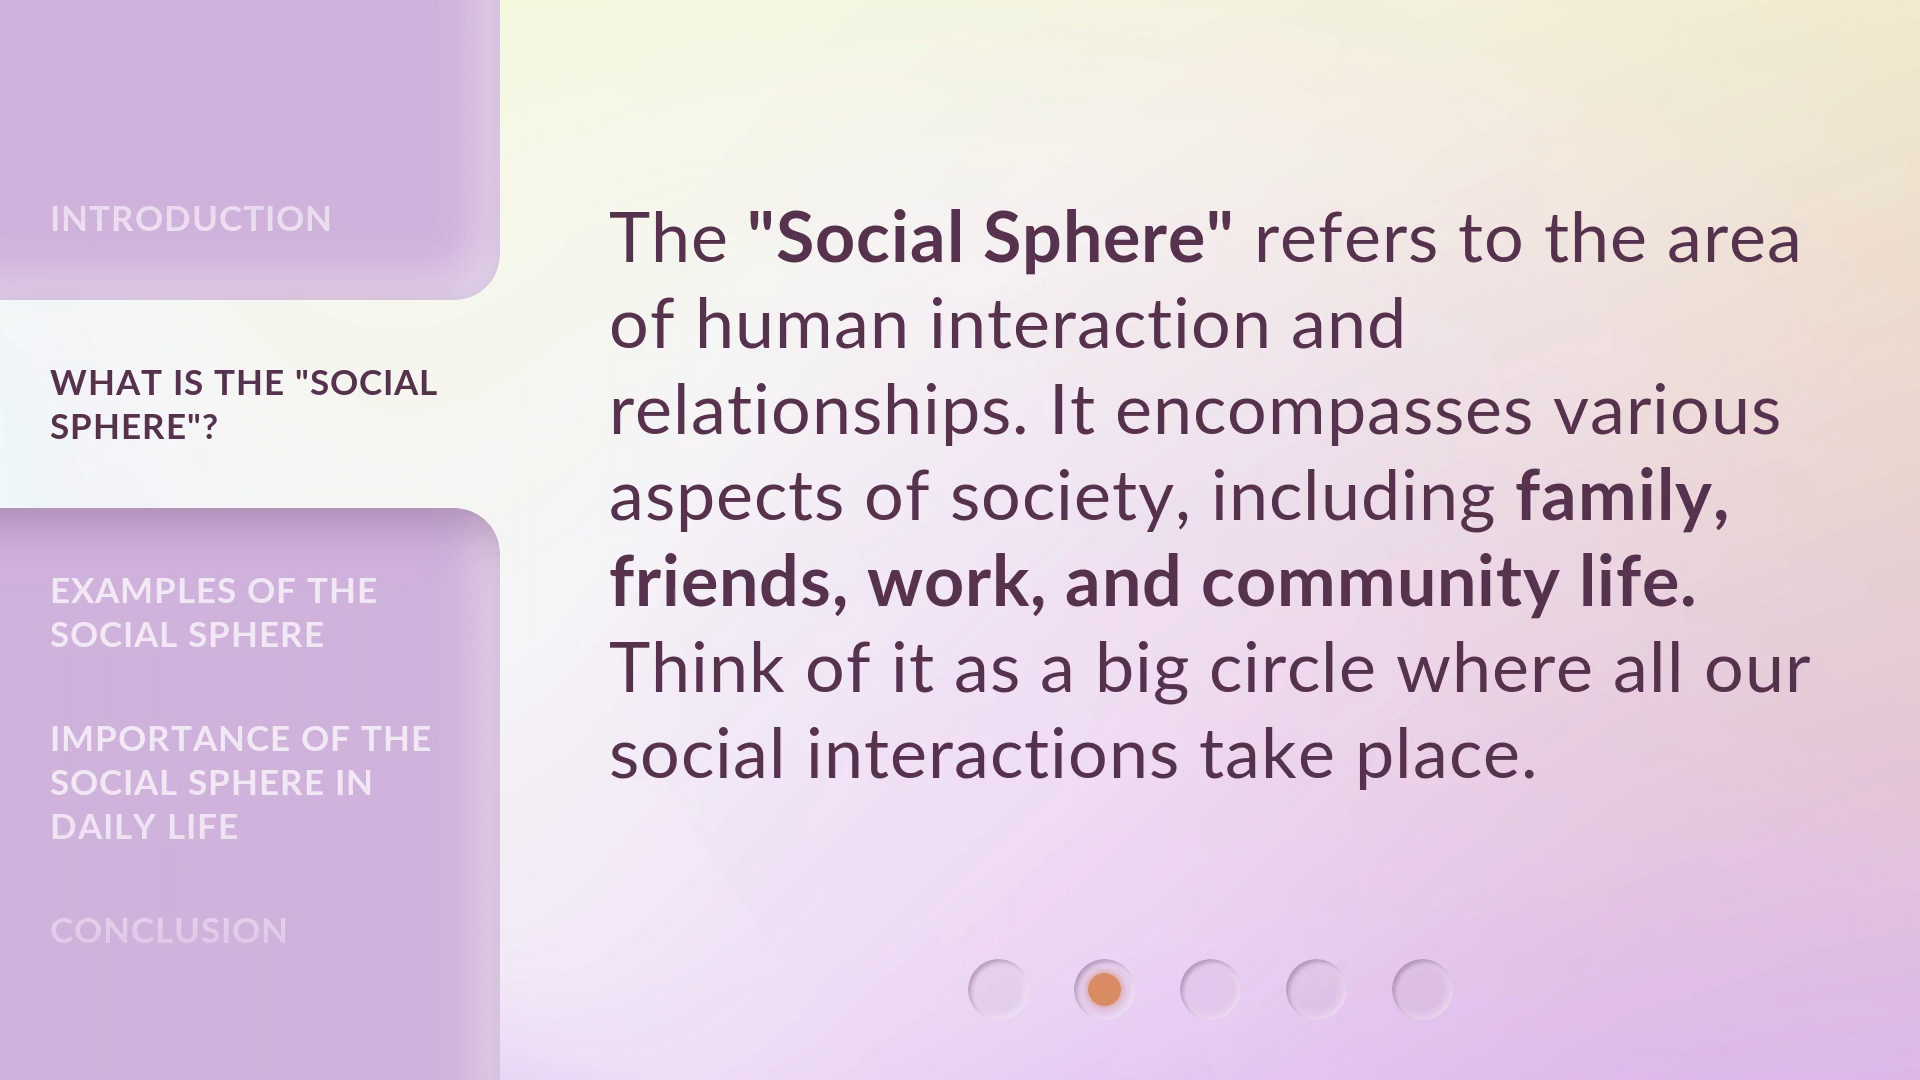 INTRODUCTION
WHAT IS THE "SOCIAL
SPHERE"?
EXAMPLES OF THE
SOCIAL SPHERE
IMPORTANCE OF THE
SOCIAL SPHERE IN
DAILY LIFE
CONCLUSION
The "Social Sphere" refers to the area
of human interaction and
relationships. It encompasses various
aspects of society, including family,
friends, work, and community life.
Think of it as a big circle where all our
social interactions take place.